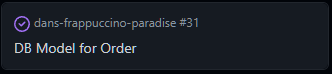 dans-frappuccino-paradise #31
DB Model for Order